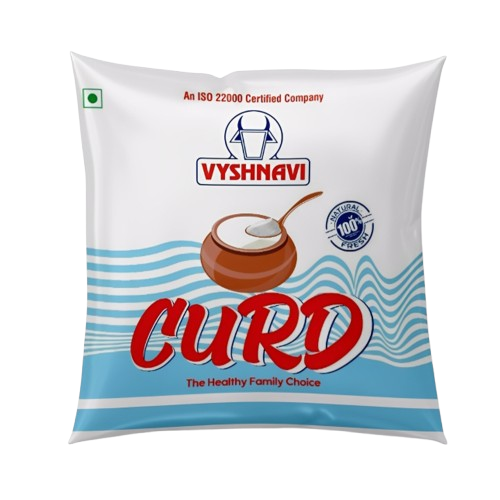 An ISO 22000 Certified Company
VYSHNAVI
NATURAL
100%
FRESH
CURD
The Healthy Family Choice